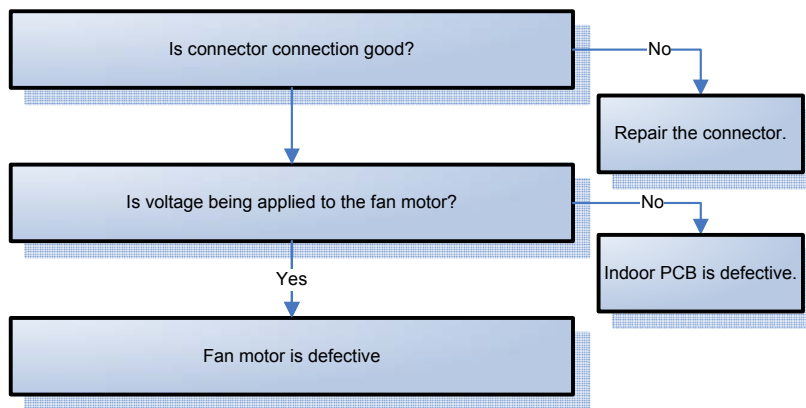 Is connector connection good?
No
Repair the connector.
Is voltage being applied to the fan motor?
No
Indoor PCB is defective.
Yes
Fan motor is defective